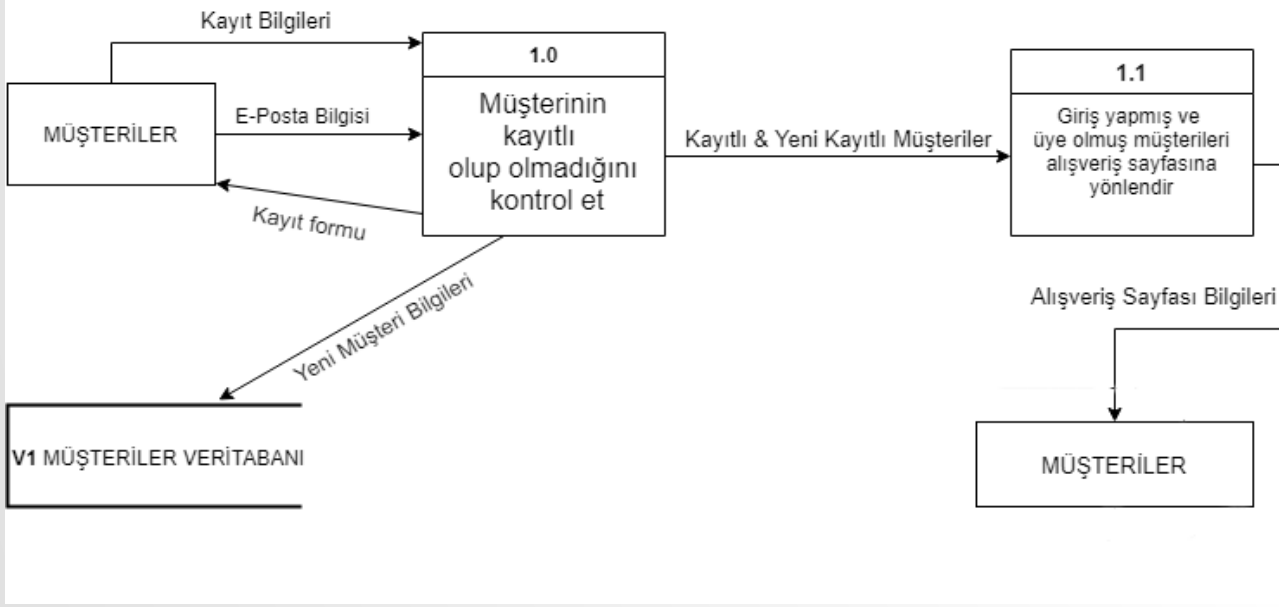 Kayıt Bilgileri
MÜŞTERİLER
E-Posta Bilgisi
Kayıt formu
1.0
Müşterinin
kayıtlı
olup olmadığını
kontrol et
Kayıtlı & Yeni Kayıtlı Müşteriler
1.1
Giriş yapmış ve
üye olmuş müşterileri
alışveriş sayfasına
yönlendir
Yeni Müşteri Bilgileri
V1 MÜŞTERİLER VERİTABANI
Alışveriş Sayfası Bilgileri
MÜŞTERİLER